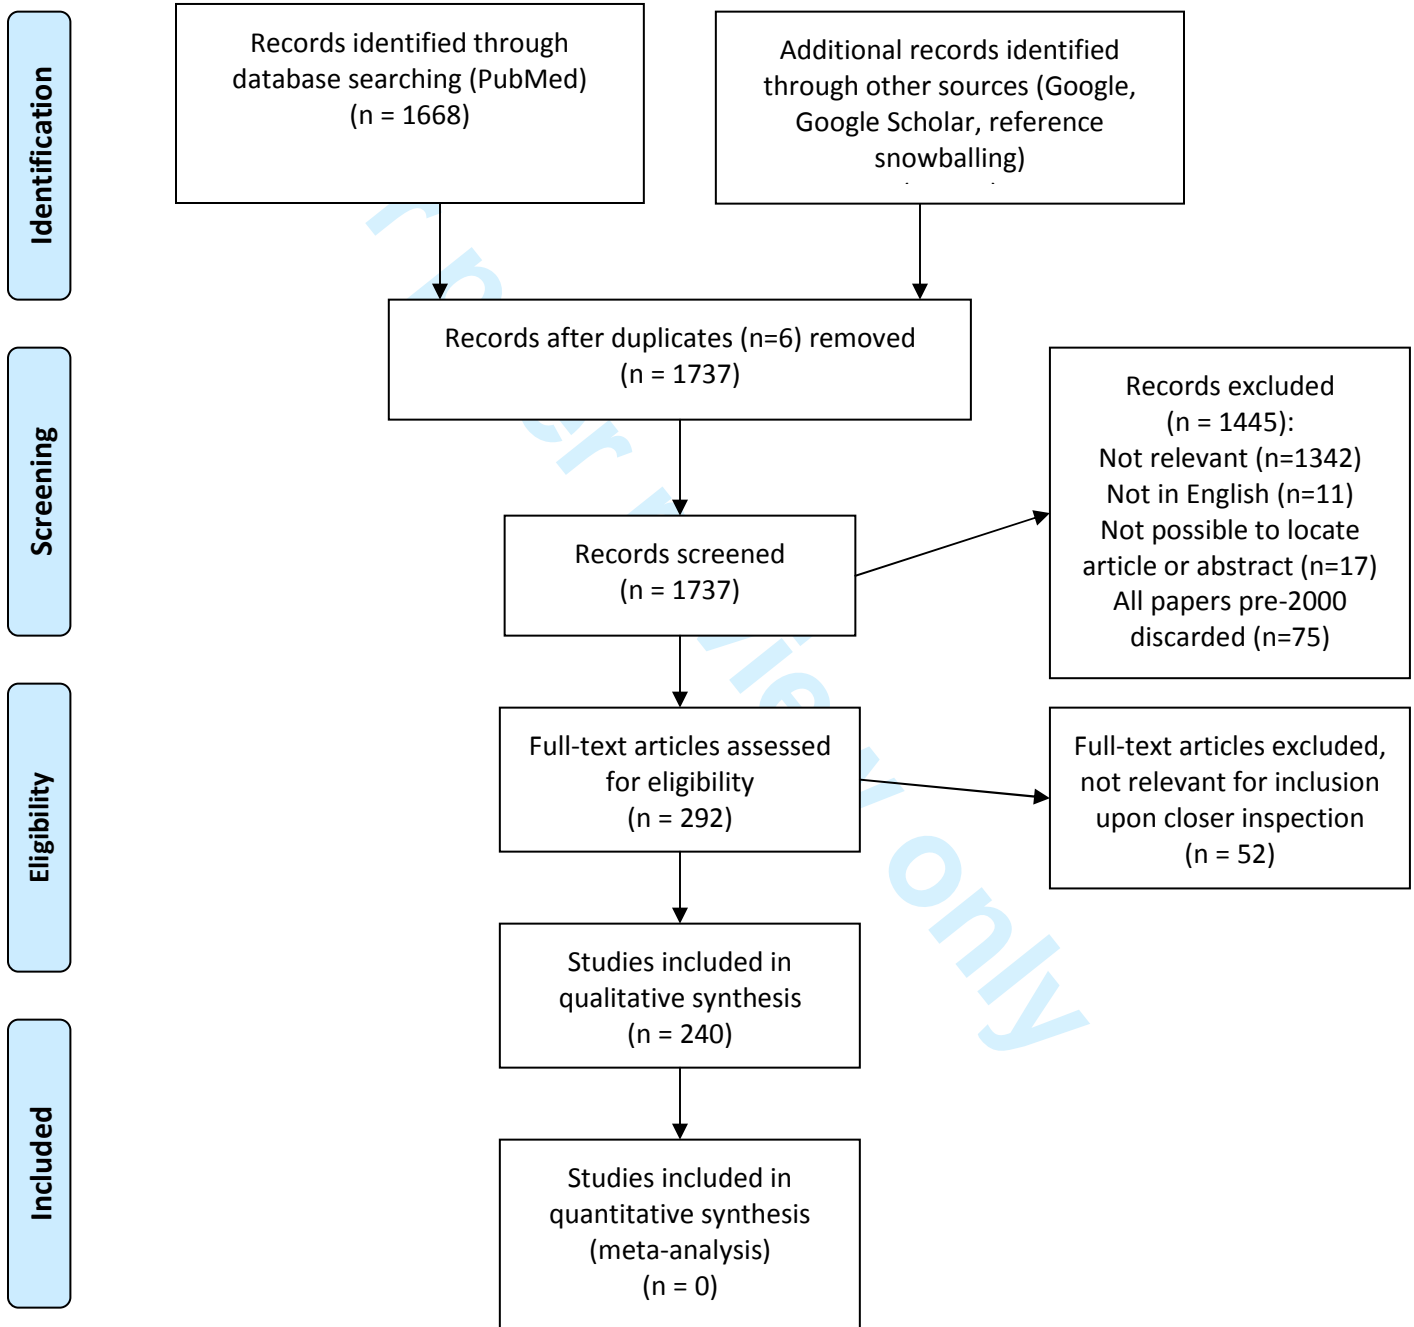 Identification
Records identified through
database searching (PubMed)
(n = 1668)
Additional records identified
through other sources (Google,
Google Scholar, reference
snowballing)
Records after duplicates (n=6) removed
(n = 1737)
Screening
Records screened
(n = 1737)
Records excluded
(n = 1445):
Not relevant (n=1342)
Not in English (n=11)
Not possible to locate
article or abstract (n=17)
All papers pre-2000
discarded (n=75)
Eligibility
Full-text articles assessed
for eligibility
(n = 292)
Full-text articles excluded,
not relevant for inclusion
upon closer inspection
(n = 52)
Studies included in
qualitative synthesis
(n = 240)
Included
Studies included in
quantitative synthesis
(meta-analysis)
(n = 0)
r peer review only